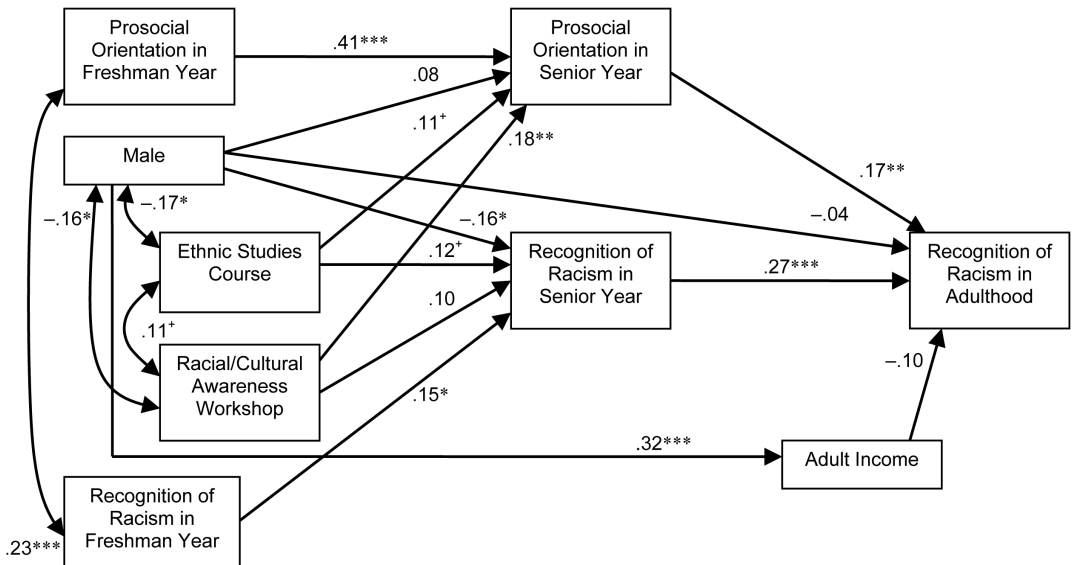 Prosocial
Orientation in
Freshman Year
.41***
Prosocial
Orientation in
Senior Year
.08
.11+
.18**
Male
.17**
–.17*
–.16*
–.16*
–.04
Ethnic Studies
Course
.12+
Recognition of
Racism in
Senior Year
.27***
Recognition of
Racism in
Adulthood
.10
.11+
Racial/Cultural
Awareness
Workshop
.15*
–.10
.32***
Adult Income
Recognition of
Racism in
Freshman Year
.23***